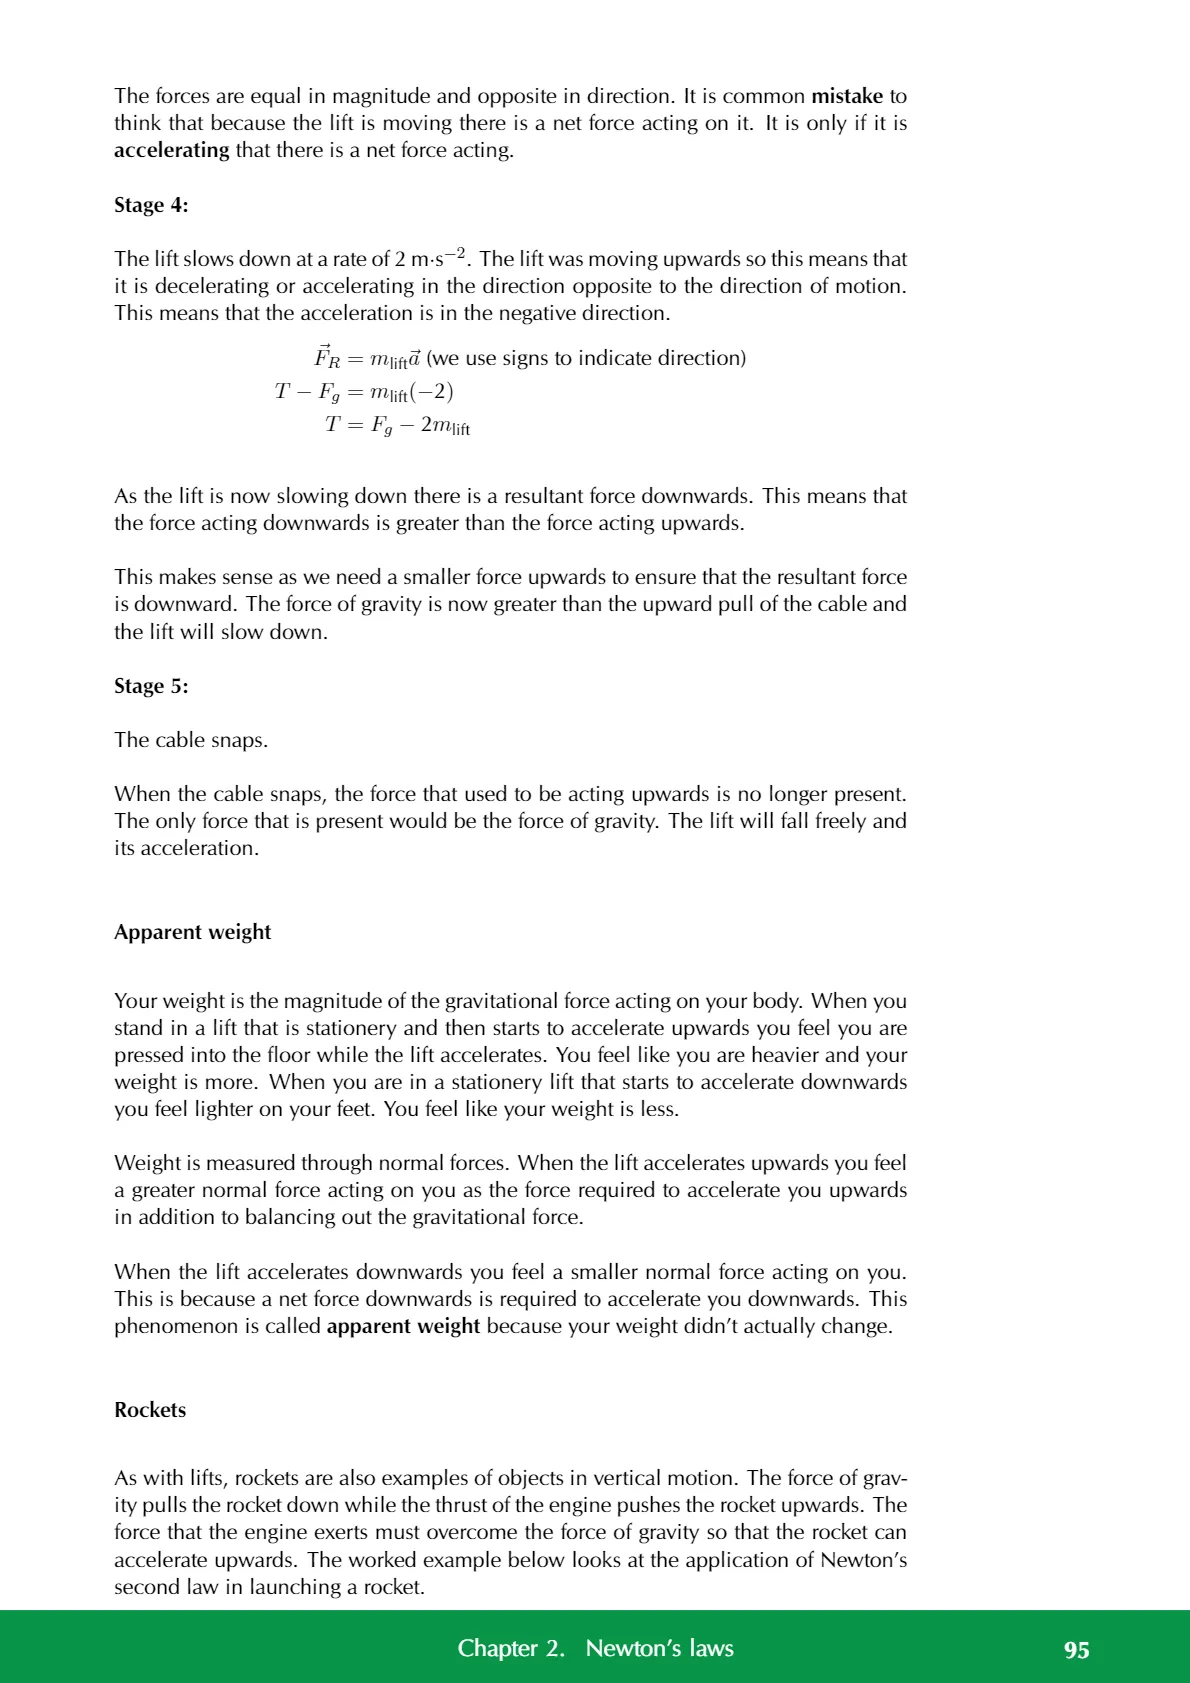 The forces are equal in magnitude and opposite in direction. It is common mistake to
think that because the lift is moving there is a net force acting on it. It is only if it is
accelerating that there is a net force acting.
Stage 4:
The lift slows down at a rate of 2 m·s⁻². The lift was moving upwards so this means that
it is decelerating or accelerating in the direction opposite to the direction of motion.
This means that the acceleration is in the negative direction.
F⃗_R = m_lift a⃗ (we use signs to indicate direction)
T − F_g = m_lift(−2)
T = F_g − 2m_lift
As the lift is now slowing down there is a resultant force downwards. This means that
the force acting downwards is greater than the force acting upwards.
This makes sense as we need a smaller force upwards to ensure that the resultant force
is downward. The force of gravity is now greater than the upward pull of the cable and
the lift will slow down.
Stage 5:
The cable snaps.
When the cable snaps, the force that used to be acting upwards is no longer present.
The only force that is present would be the force of gravity. The lift will fall freely and
its acceleration.
Apparent weight
Your weight is the magnitude of the gravitational force acting on your body. When you
stand in a lift that is stationery and then starts to accelerate upwards you feel you are
pressed into the floor while the lift accelerates. You feel like you are heavier and your
weight is more. When you are in a stationery lift that starts to accelerate downwards
you feel lighter on your feet. You feel like your weight is less.
Weight is measured through normal forces. When the lift accelerates upwards you feel
a greater normal force acting on you as the force required to accelerate you upwards
in addition to balancing out the gravitational force.
When the lift accelerates downwards you feel a smaller normal force acting on you.
This is because a net force downwards is required to accelerate you downwards. This
phenomenon is called apparent weight because your weight didn't actually change.
Rockets
As with lifts, rockets are also examples of objects in vertical motion. The force of grav-
ity pulls the rocket down while the thrust of the engine pushes the rocket upwards. The
force that the engine exerts must overcome the force of gravity so that the rocket can
accelerate upwards. The worked example below looks at the application of Newton's
second law in launching a rocket.
Chapter 2. Newton's laws 95